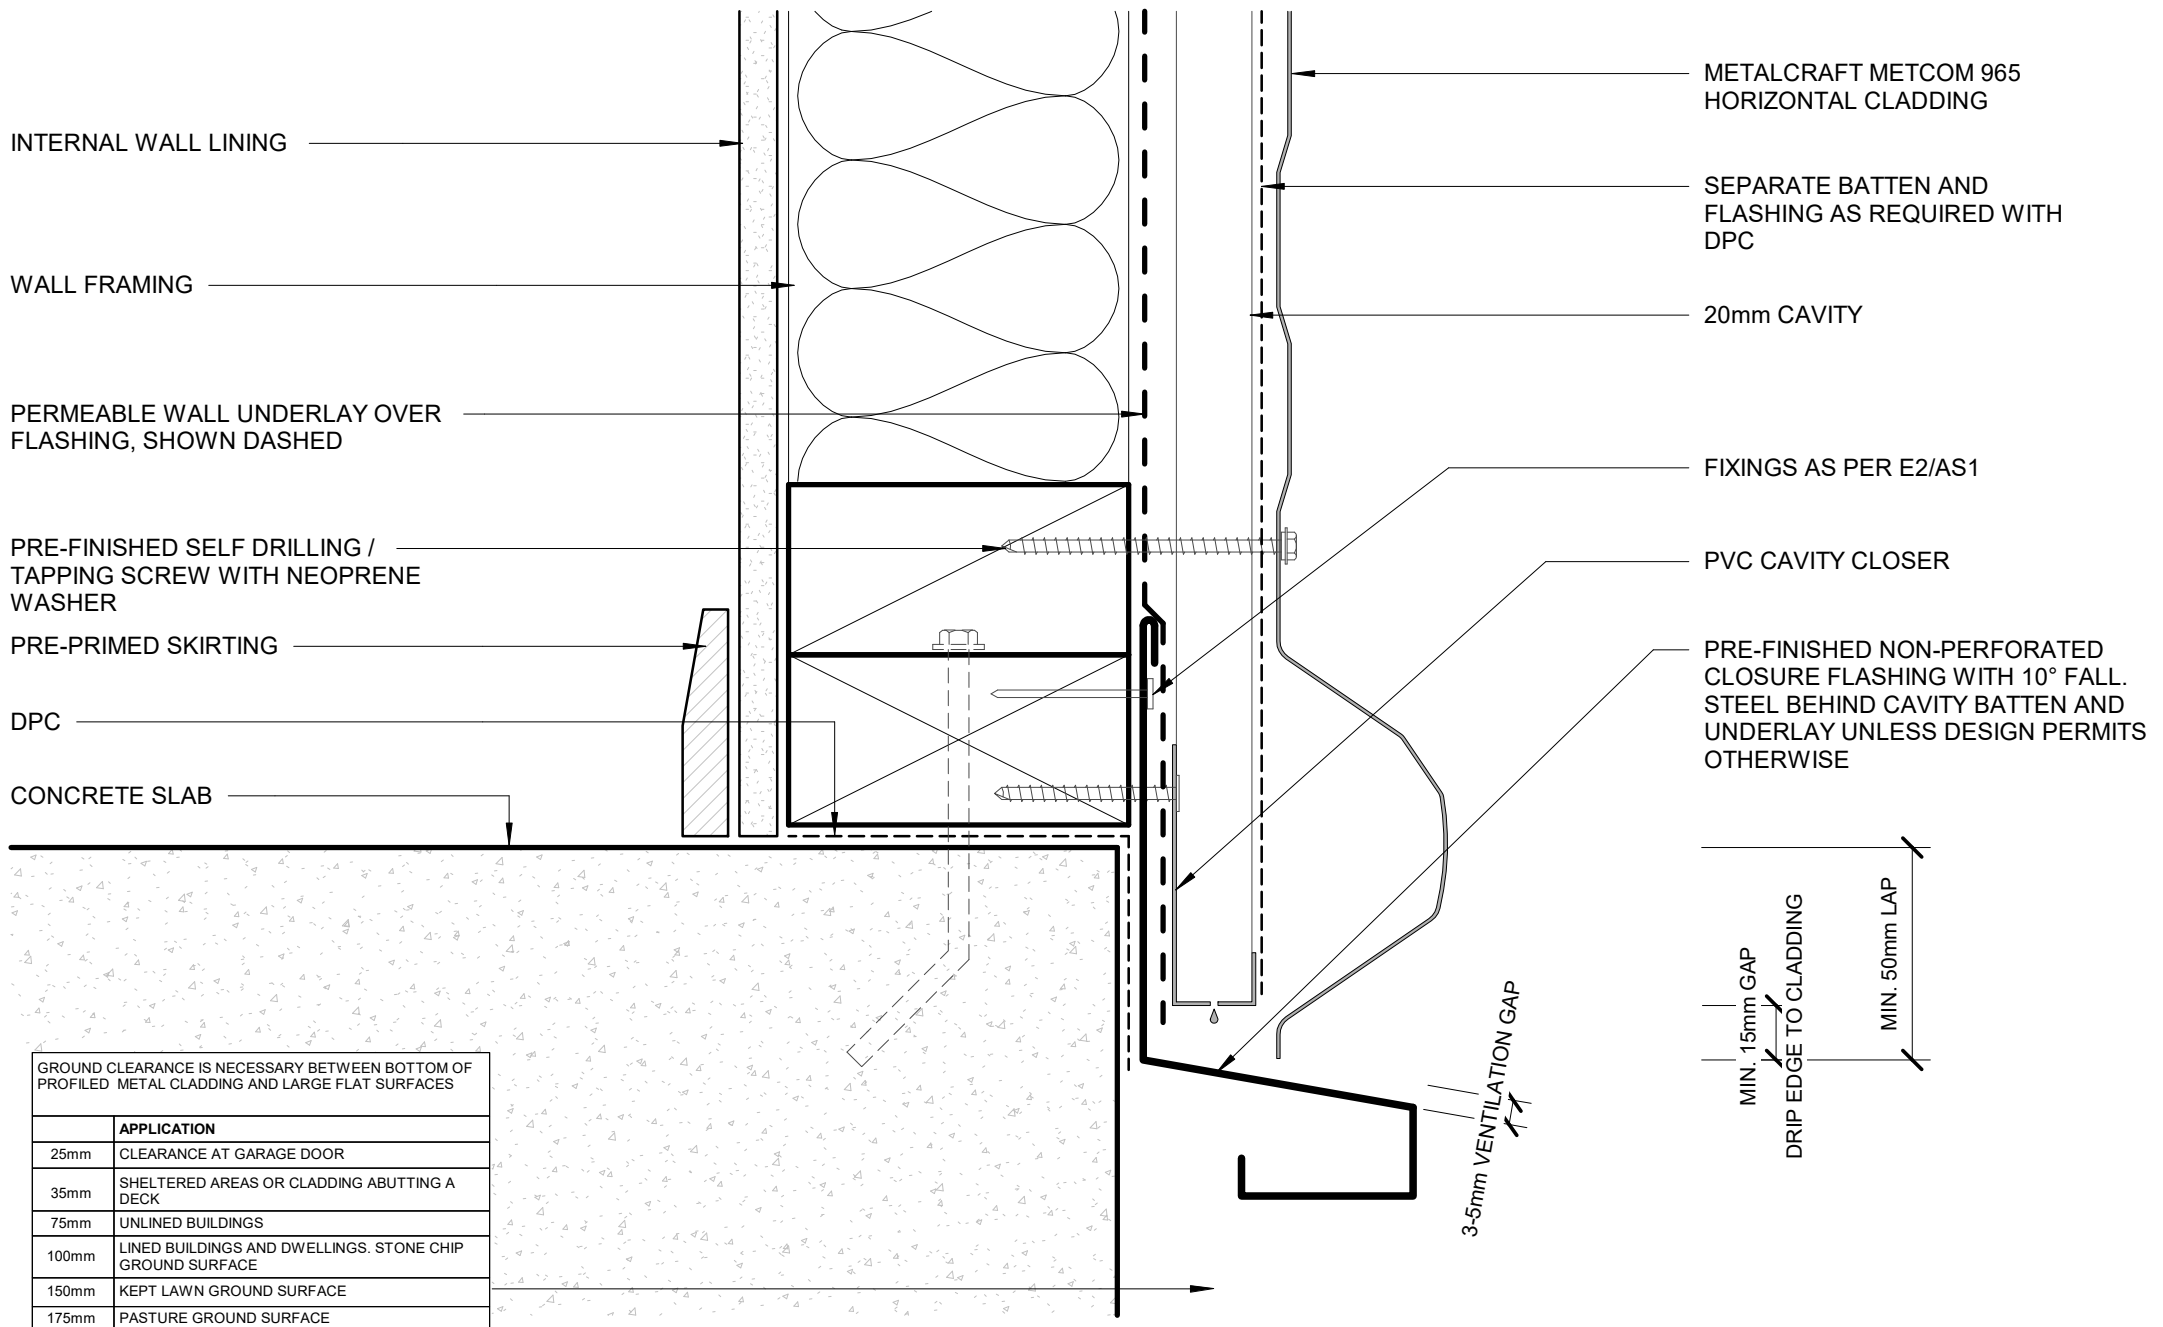 INTERNAL WALL LINING
WALL FRAMING
PERMEABLE WALL UNDERLAY OVER
FLASHING, SHOWN DASHED
PRE-FINISHED SELF DRILLING /
TAPPING SCREW WITH NEOPRENE
WASHER
PRE-PRIMED SKIRTING
DPC
CONCRETE SLAB
METALCRAFT METCOM 965
HORIZONTAL CLADDING
SEPARATE BATTEN AND
FLASHING AS REQUIRED WITH
DPC
20mm CAVITY
FIXINGS AS PER E2/AS1
PVC CAVITY CLOSER
PRE-FINISHED NON-PERFORATED
CLOSURE FLASHING WITH 10° FALL.
STEEL BEHIND CAVITY BATTEN AND
UNDERLAY UNLESS DESIGN PERMITS
OTHERWISE
3-5mm VENTILATION GAP
MIN. 15mm GAP
DRIP EDGE TO CLADDING
MIN. 50mm LAP
GROUND CLEARANCE IS NECESSARY BETWEEN BOTTOM OF
PROFILED METAL CLADDING AND LARGE FLAT SURFACES
APPLICATION
25mm CLEARANCE AT GARAGE DOOR
35mm SHELTERED AREAS OR CLADDING ABUTTING A
DECK
75mm UNLINED BUILDINGS
100mm LINED BUILDINGS AND DWELLINGS. STONE CHIP
GROUND SURFACE
150mm KEPT LAWN GROUND SURFACE
175mm PASTURE GROUND SURFACE